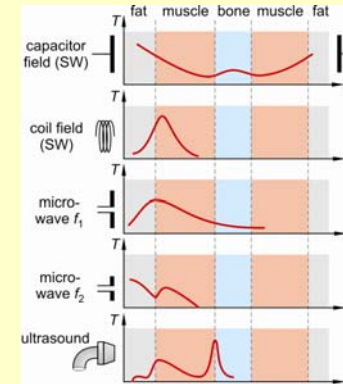 fat muscle bone muscle fat
T
capacitor
field (SW)
T
coil field
(SW)
T
micro-
wave f₁
T
micro-
wave f₂
T
ultrasound